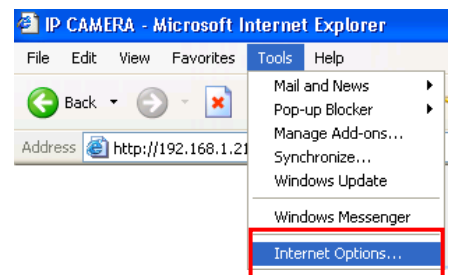 IP CAMERA - Microsoft Internet Explorer
File Edit View Favorites Tools Help
Mail and News
Back
Pop-up Blocker
Manage Add-ons...
Address http://192.168.1.21
Synchronize...
Windows Update
Windows Messenger
Internet Options...